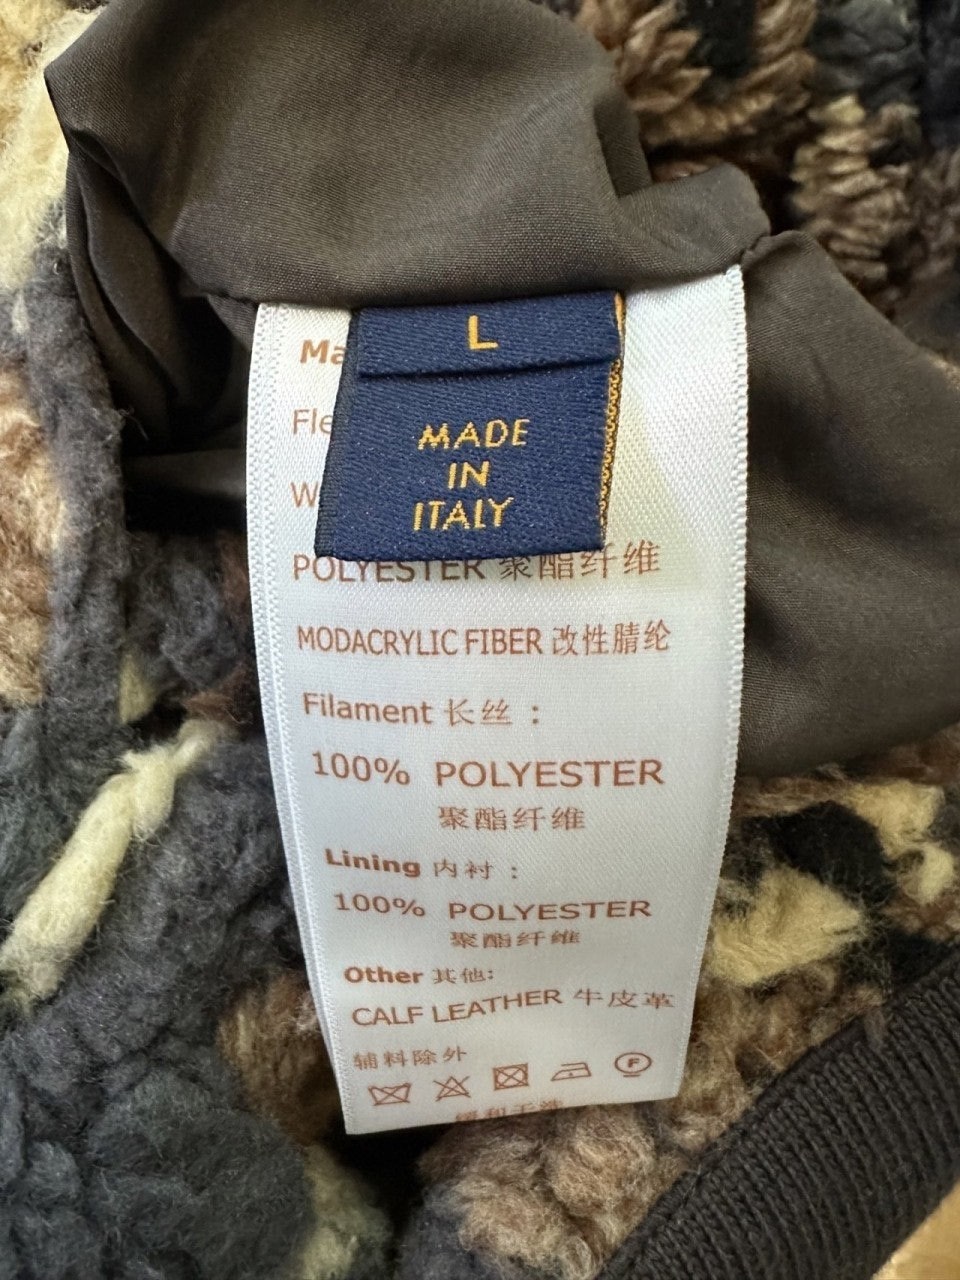 L
MADE
IN
ITALY
Ma
Fle
W
POLYESTER 聚酯纤维
MODACRYLIC FIBER 改性腈纶
Filament 长丝：
100% POLYESTER
聚酯纤维
Lining 内衬：
100% POLYESTER
聚酯纤维
Other 其他:
CALF LEATHER 牛皮革
辅料除外
F